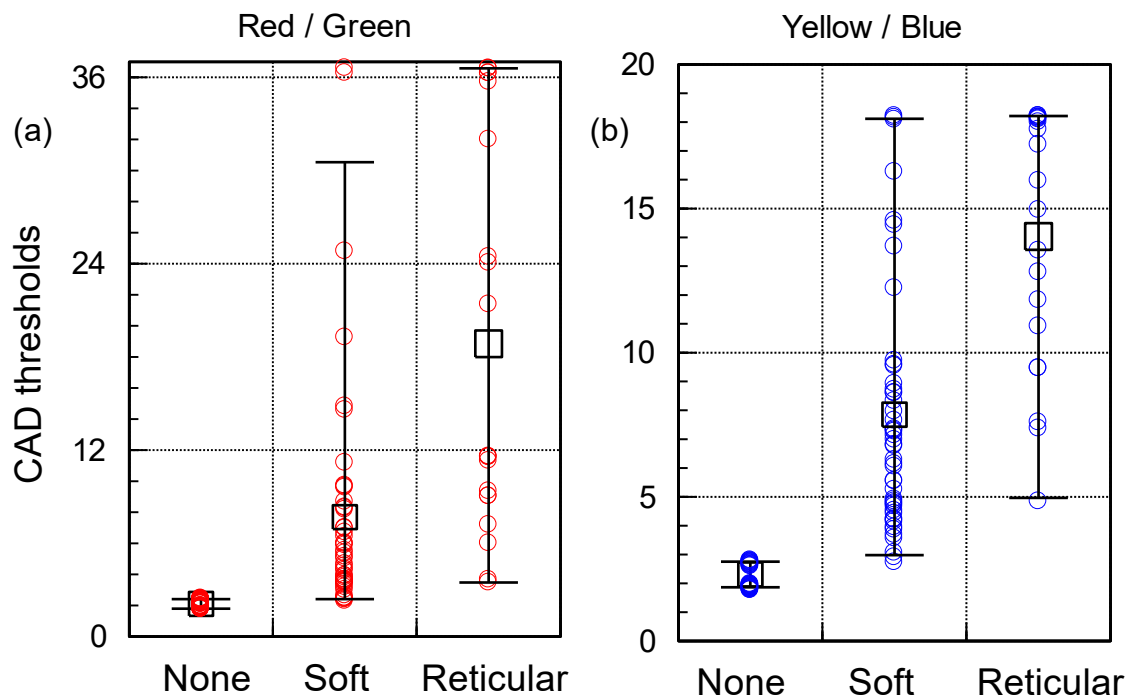 Red / Green
Yellow / Blue
(a)
(b)
CAD thresholds
36
24
12
0
20
15
10
5
0
None Soft Reticular
None Soft Reticular